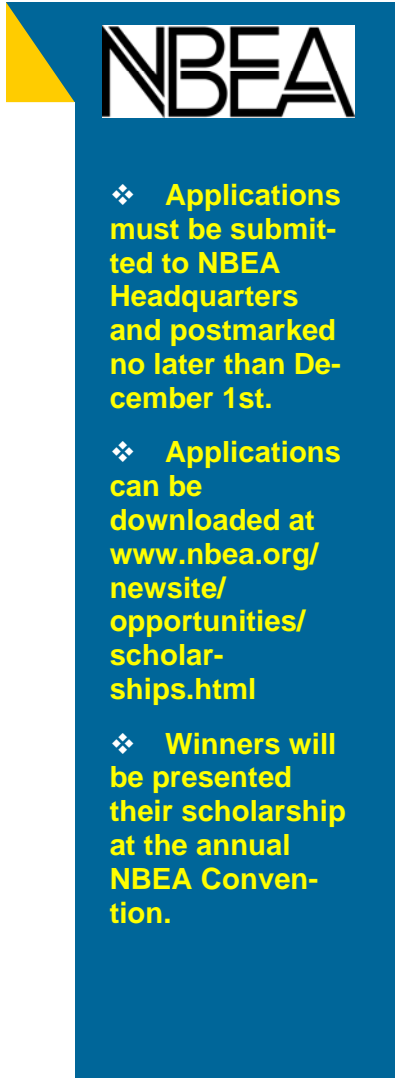 NBEA
❖ Applications
must be submit-
ted to NBEA
Headquarters
and postmarked
no later than De-
cember 1st.
❖ Applications
can be
downloaded at
www.nbea.org/
newsite/
opportunities/
scholar-
ships.html
❖ Winners will
be presented
their scholarship
at the annual
NBEA Conven-
tion.